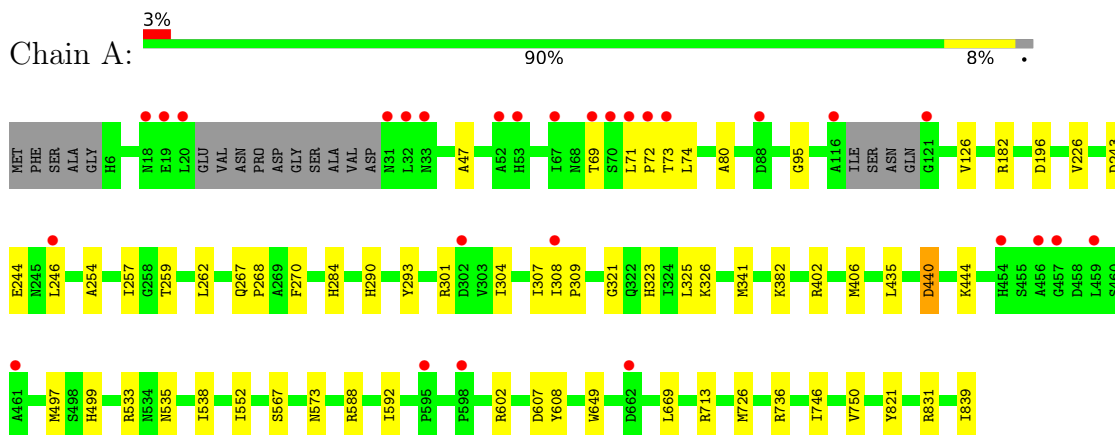 3%
Chain A:
90% 8% •
MET PHE SER ALA GLY H6 N18 E19 L20 GLU VAL ASN PRO ASP GLY SER ALA VAL ASP N31 L32 N33 A47 A52 H53 I67 N68 T69 S70 L71 P72 T73 L74 A80 D88 G95 A116 ILE SER ASN GLN G121 V126 R182 D196 V226
E244 N245 L246 A254 I257 G258 T259 L262 Q267 P268 A269 F270 H284 H290 Y293 R301 D302 V303 I304 I307 I308 P309 G321 Q322 H323 I324 L325 K326 M341 K382 R402 M406 L435 D440 K444 H454 S455 A456 G457 D458 L459
A461 M497 S498 H499 R533 N534 N535 I538 I552 S567 N573 R588 I592 P595 P598 R602 D607 Y608 W649 D662 L669 R713 M726 R736 I746 V750 Y821 R831 I839